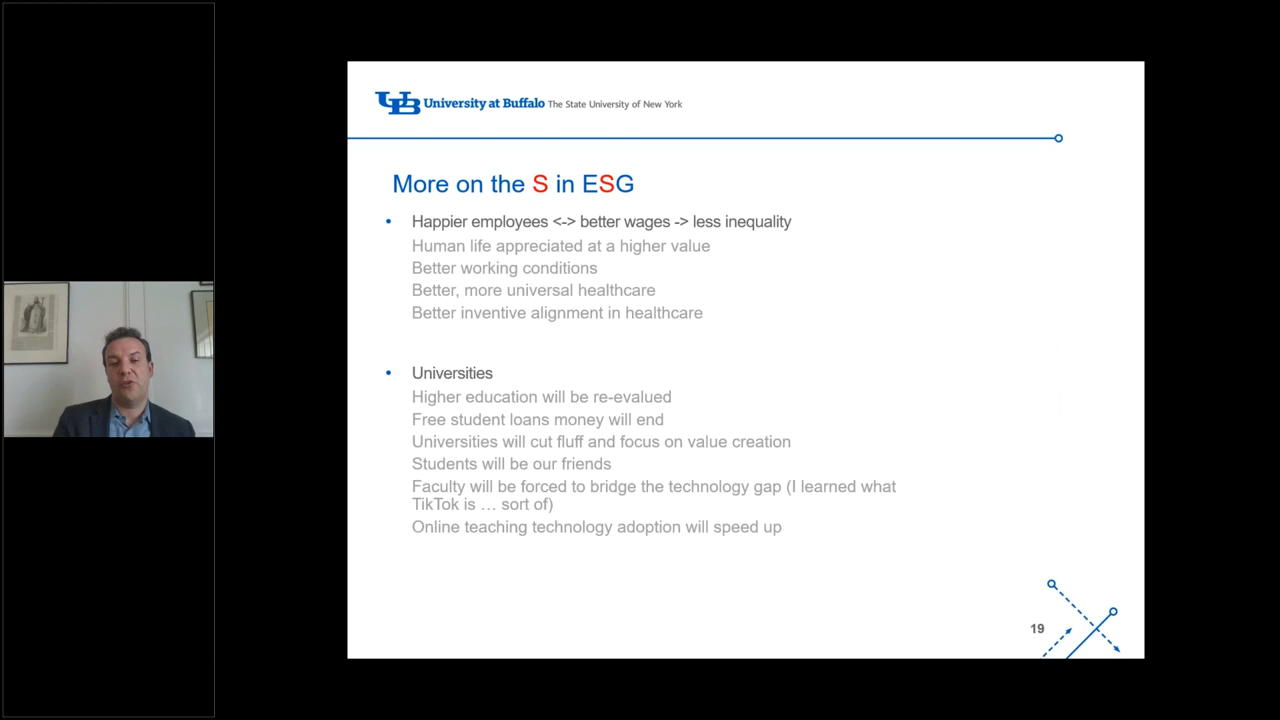 UB University at Buffalo The State University of New York
More on the S in ESG
• Happier employees <-> better wages -> less inequality
Human life appreciated at a higher value
Better working conditions
Better, more universal healthcare
Better inventive alignment in healthcare
• Universities
Higher education will be re-evaluated
Free student loans money will end
Universities will cut fluff and focus on value creation
Students will be our friends
Faculty will be forced to bridge the technology gap (I learned what
TikTok is … sort of)
Online teaching technology adoption will speed up
19